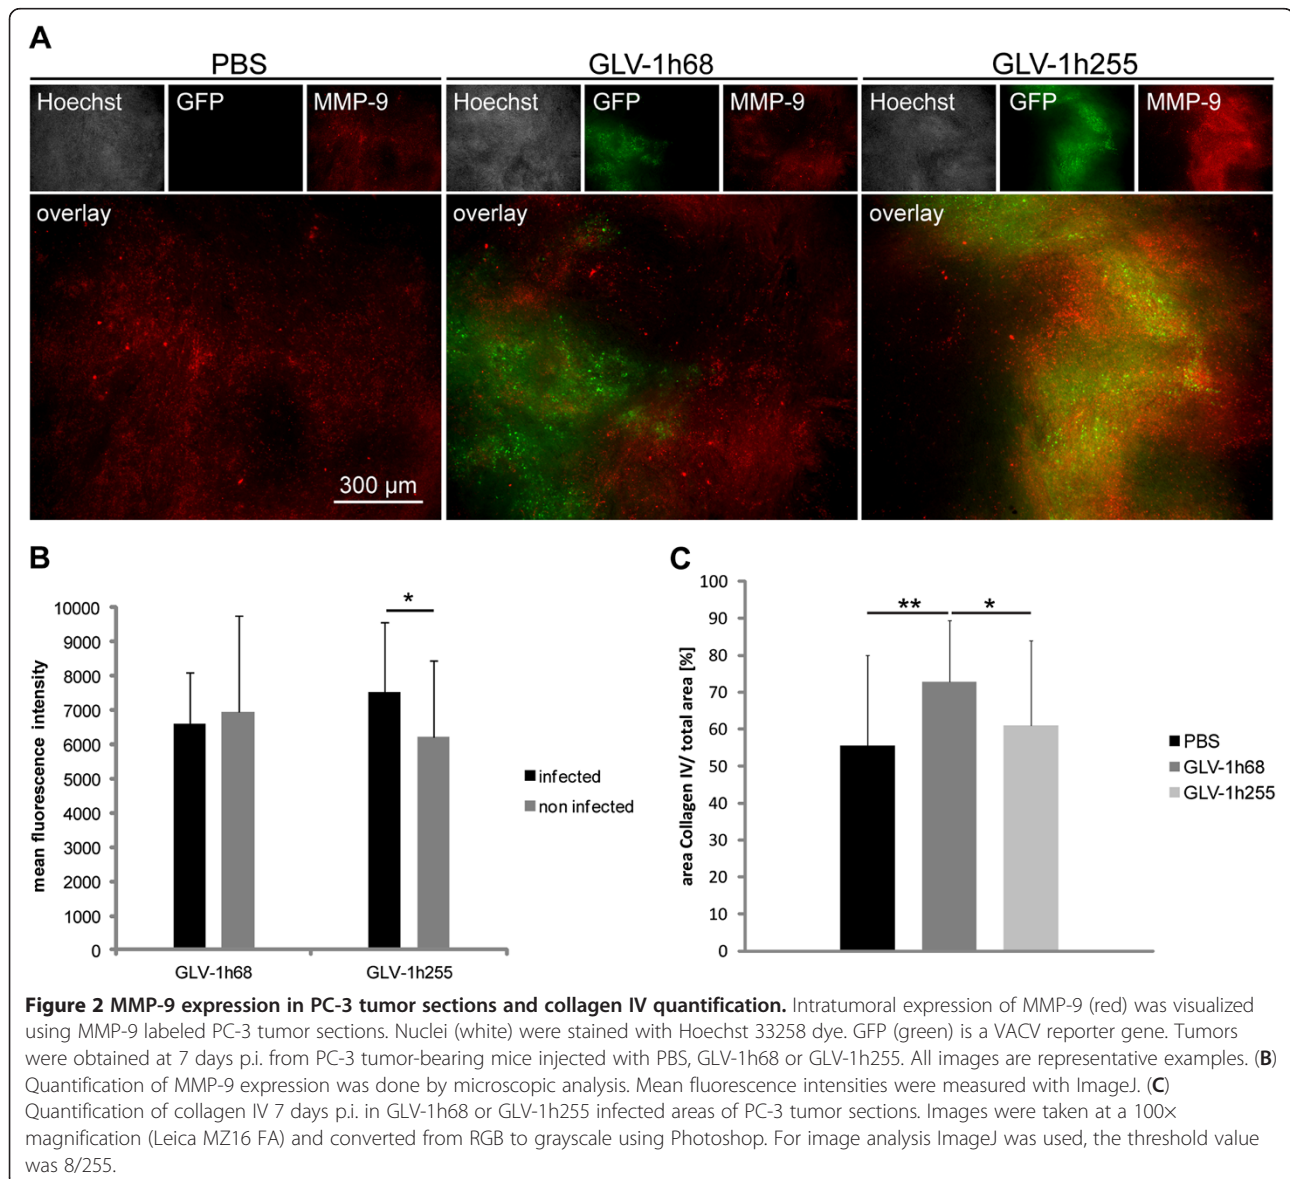 A
PBS
GLV-1h68
GLV-1h255
Hoechst
GFP
MMP-9
Hoechst
GFP
MMP-9
Hoechst
GFP
MMP-9
overlay
overlay
overlay
300 µm
B
mean fluorescence intensity
10000
9000
8000
7000
6000
5000
4000
3000
2000
1000
0
*
GLV-1h68
GLV-1h255
infected
non infected
C
area Collagen IV/ total area [%]
100
90
80
70
60
50
40
30
20
10
0
**
*
PBS
GLV-1h68
GLV-1h255
Figure 2 MMP-9 expression in PC-3 tumor sections and collagen IV quantification. Intratumoral expression of MMP-9 (red) was visualized
using MMP-9 labeled PC-3 tumor sections. Nuclei (white) were stained with Hoechst 33258 dye. GFP (green) is a VACV reporter gene. Tumors
were obtained at 7 days p.i. from PC-3 tumor-bearing mice injected with PBS, GLV-1h68 or GLV-1h255. All images are representative examples. (B)
Quantification of MMP-9 expression was done by microscopic analysis. Mean fluorescence intensities were measured with ImageJ. (C)
Quantification of collagen IV 7 days p.i. in GLV-1h68 or GLV-1h255 infected areas of PC-3 tumor sections. Images were taken at a 100×
magnification (Leica MZ16 FA) and converted from RGB to grayscale using Photoshop. For image analysis ImageJ was used, the threshold value
was 8/255.